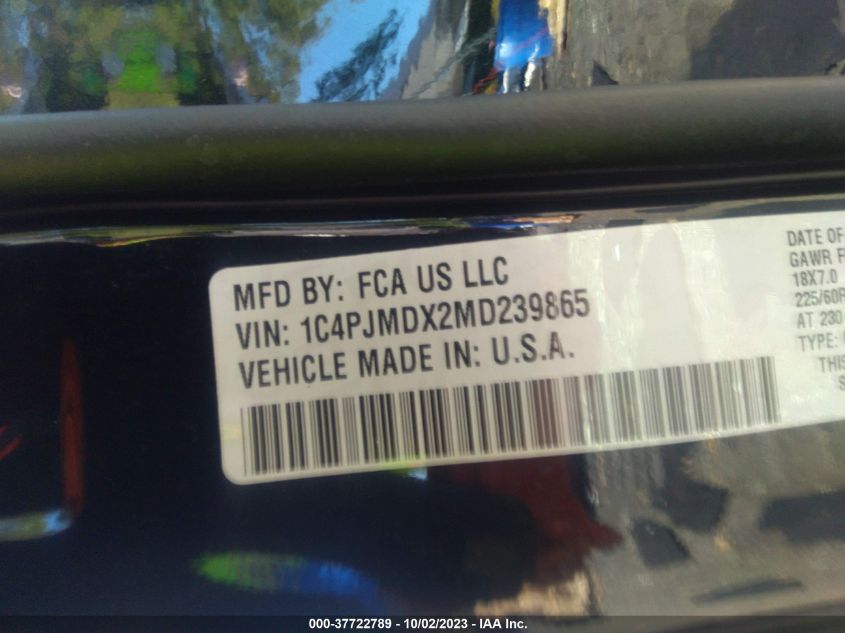 MFD BY: FCA US LLC
VIN: 1C4PJMDX2MD239865
VEHICLE MADE IN: U.S.A.
DATE OF
GAWR F
18X7.0
225/60R
AT 230
TYPE:
THIS
S
000-37722789 - 10/02/2023 - IAA Inc.